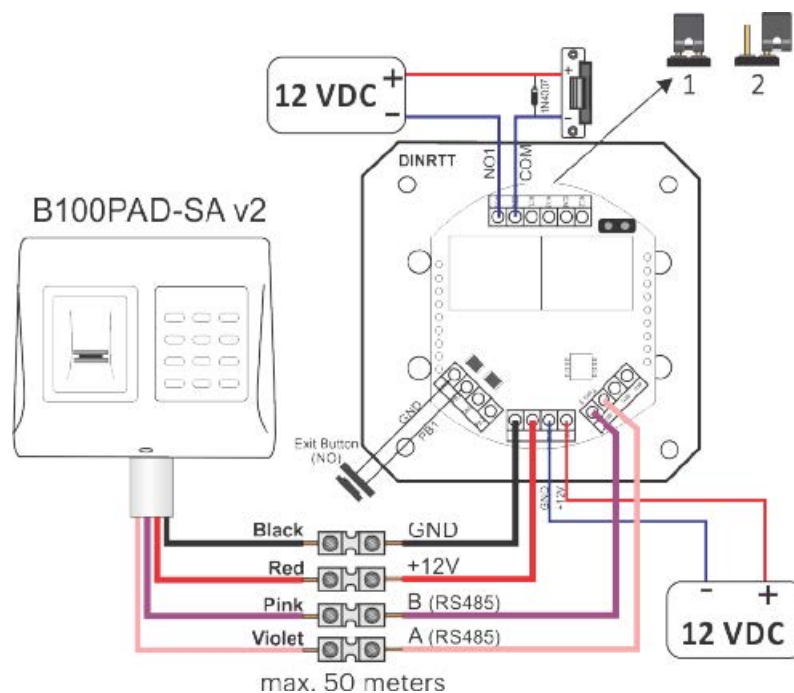 1 2
12 VDC
+
-
+
-
1N4007
DINRTT
NO1
COM
B100PAD-SA v2
GND
PB1
Exit Button
(NO)
GND
+12V
Black GND
Red +12V
Pink B (RS485)
Violet A (RS485)
max. 50 meters
- +
12 VDC